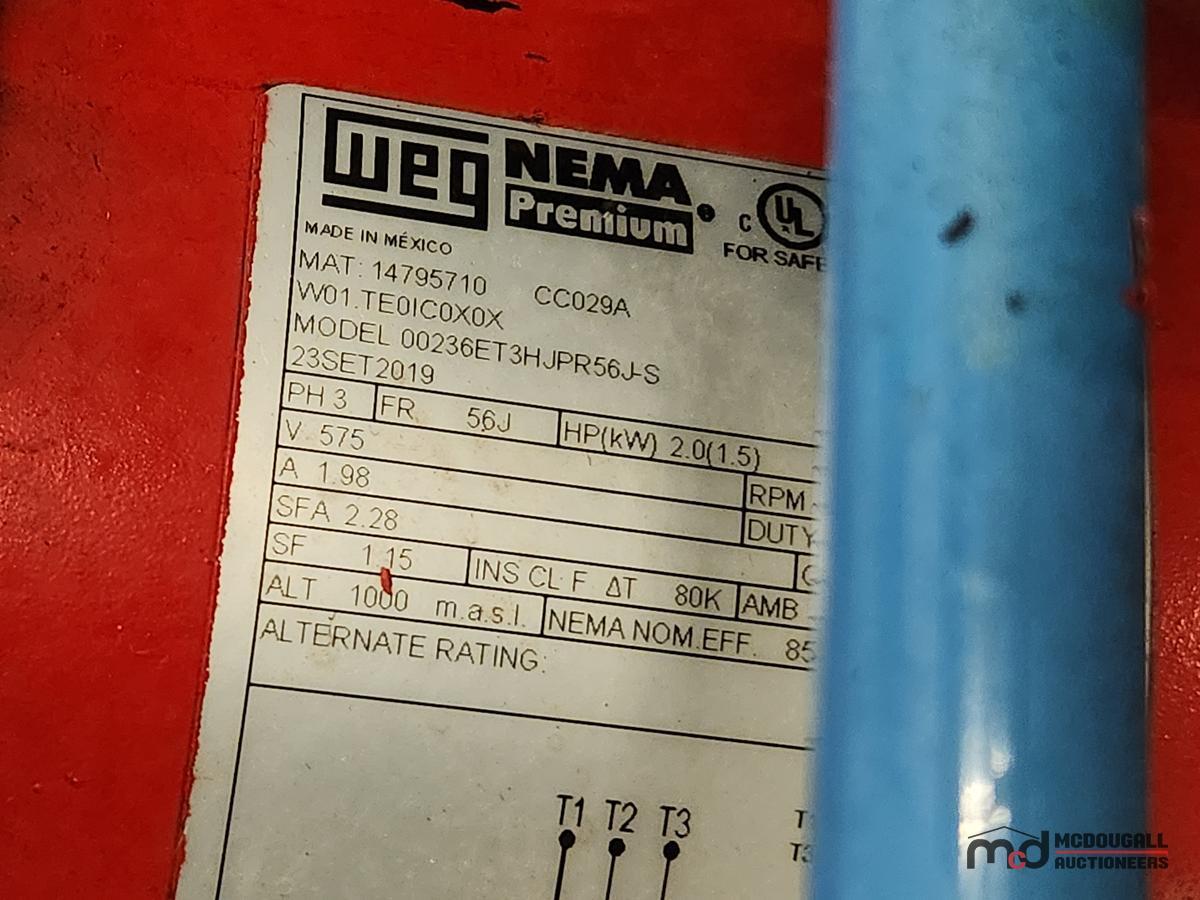 weg NEMA Premium®
C UL
FOR
MADE IN MÉXICO
MAT: 14795710 CC029A
W01.TE0IC0X0X
MODEL 00236ET3HJPR56J-S
23SET2019
PH 3 FR 56J HP(kW) 2.0(1.5)
V 575 RPM
A 1.98 DUTY
SFA 2.28
SF 1.15 INS CL F ΔT 80K AMB
ALT 1000 m.a.s.l. NEMA NOM.EFF. 85
ALTERNATE RATING:
T1 T2 T3
mcd MCDOUGALL
AUCTIONEERS